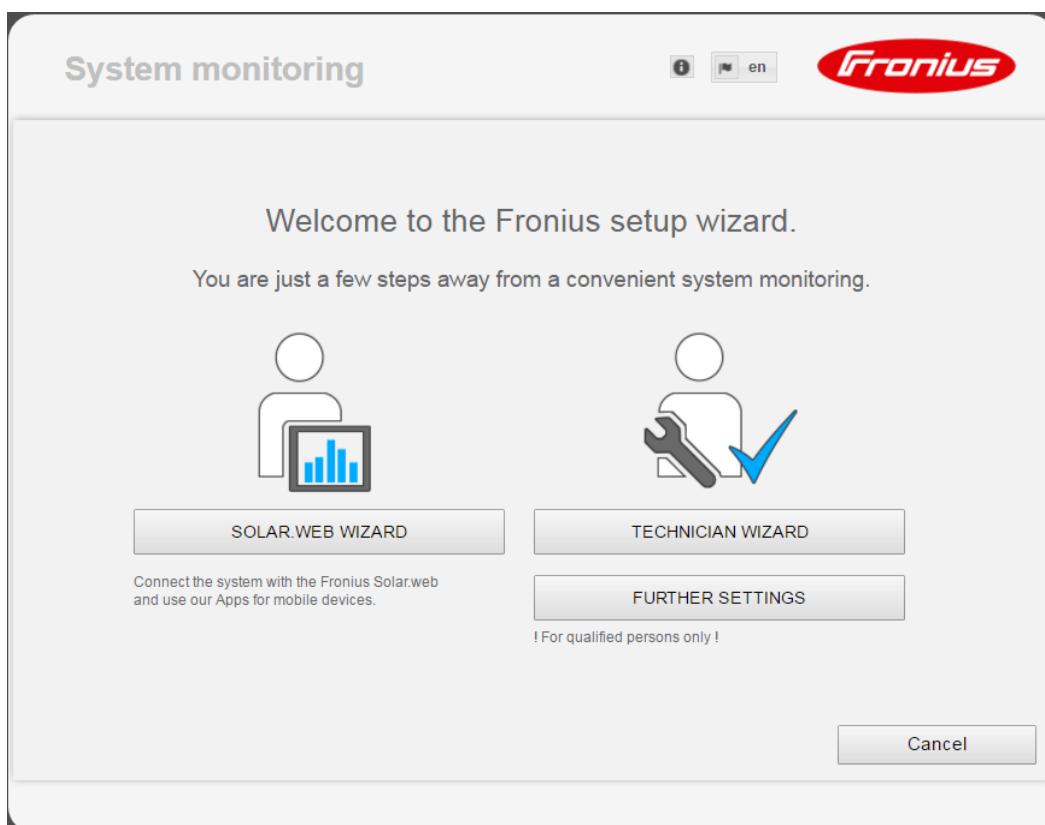 System monitoring
en
Fronius
Welcome to the Fronius setup wizard.
You are just a few steps away from a convenient system monitoring.
SOLAR.WEB WIZARD
Connect the system with the Fronius Solar.web
and use our Apps for mobile devices.
TECHNICIAN WIZARD
FURTHER SETTINGS
! For qualified persons only !
Cancel